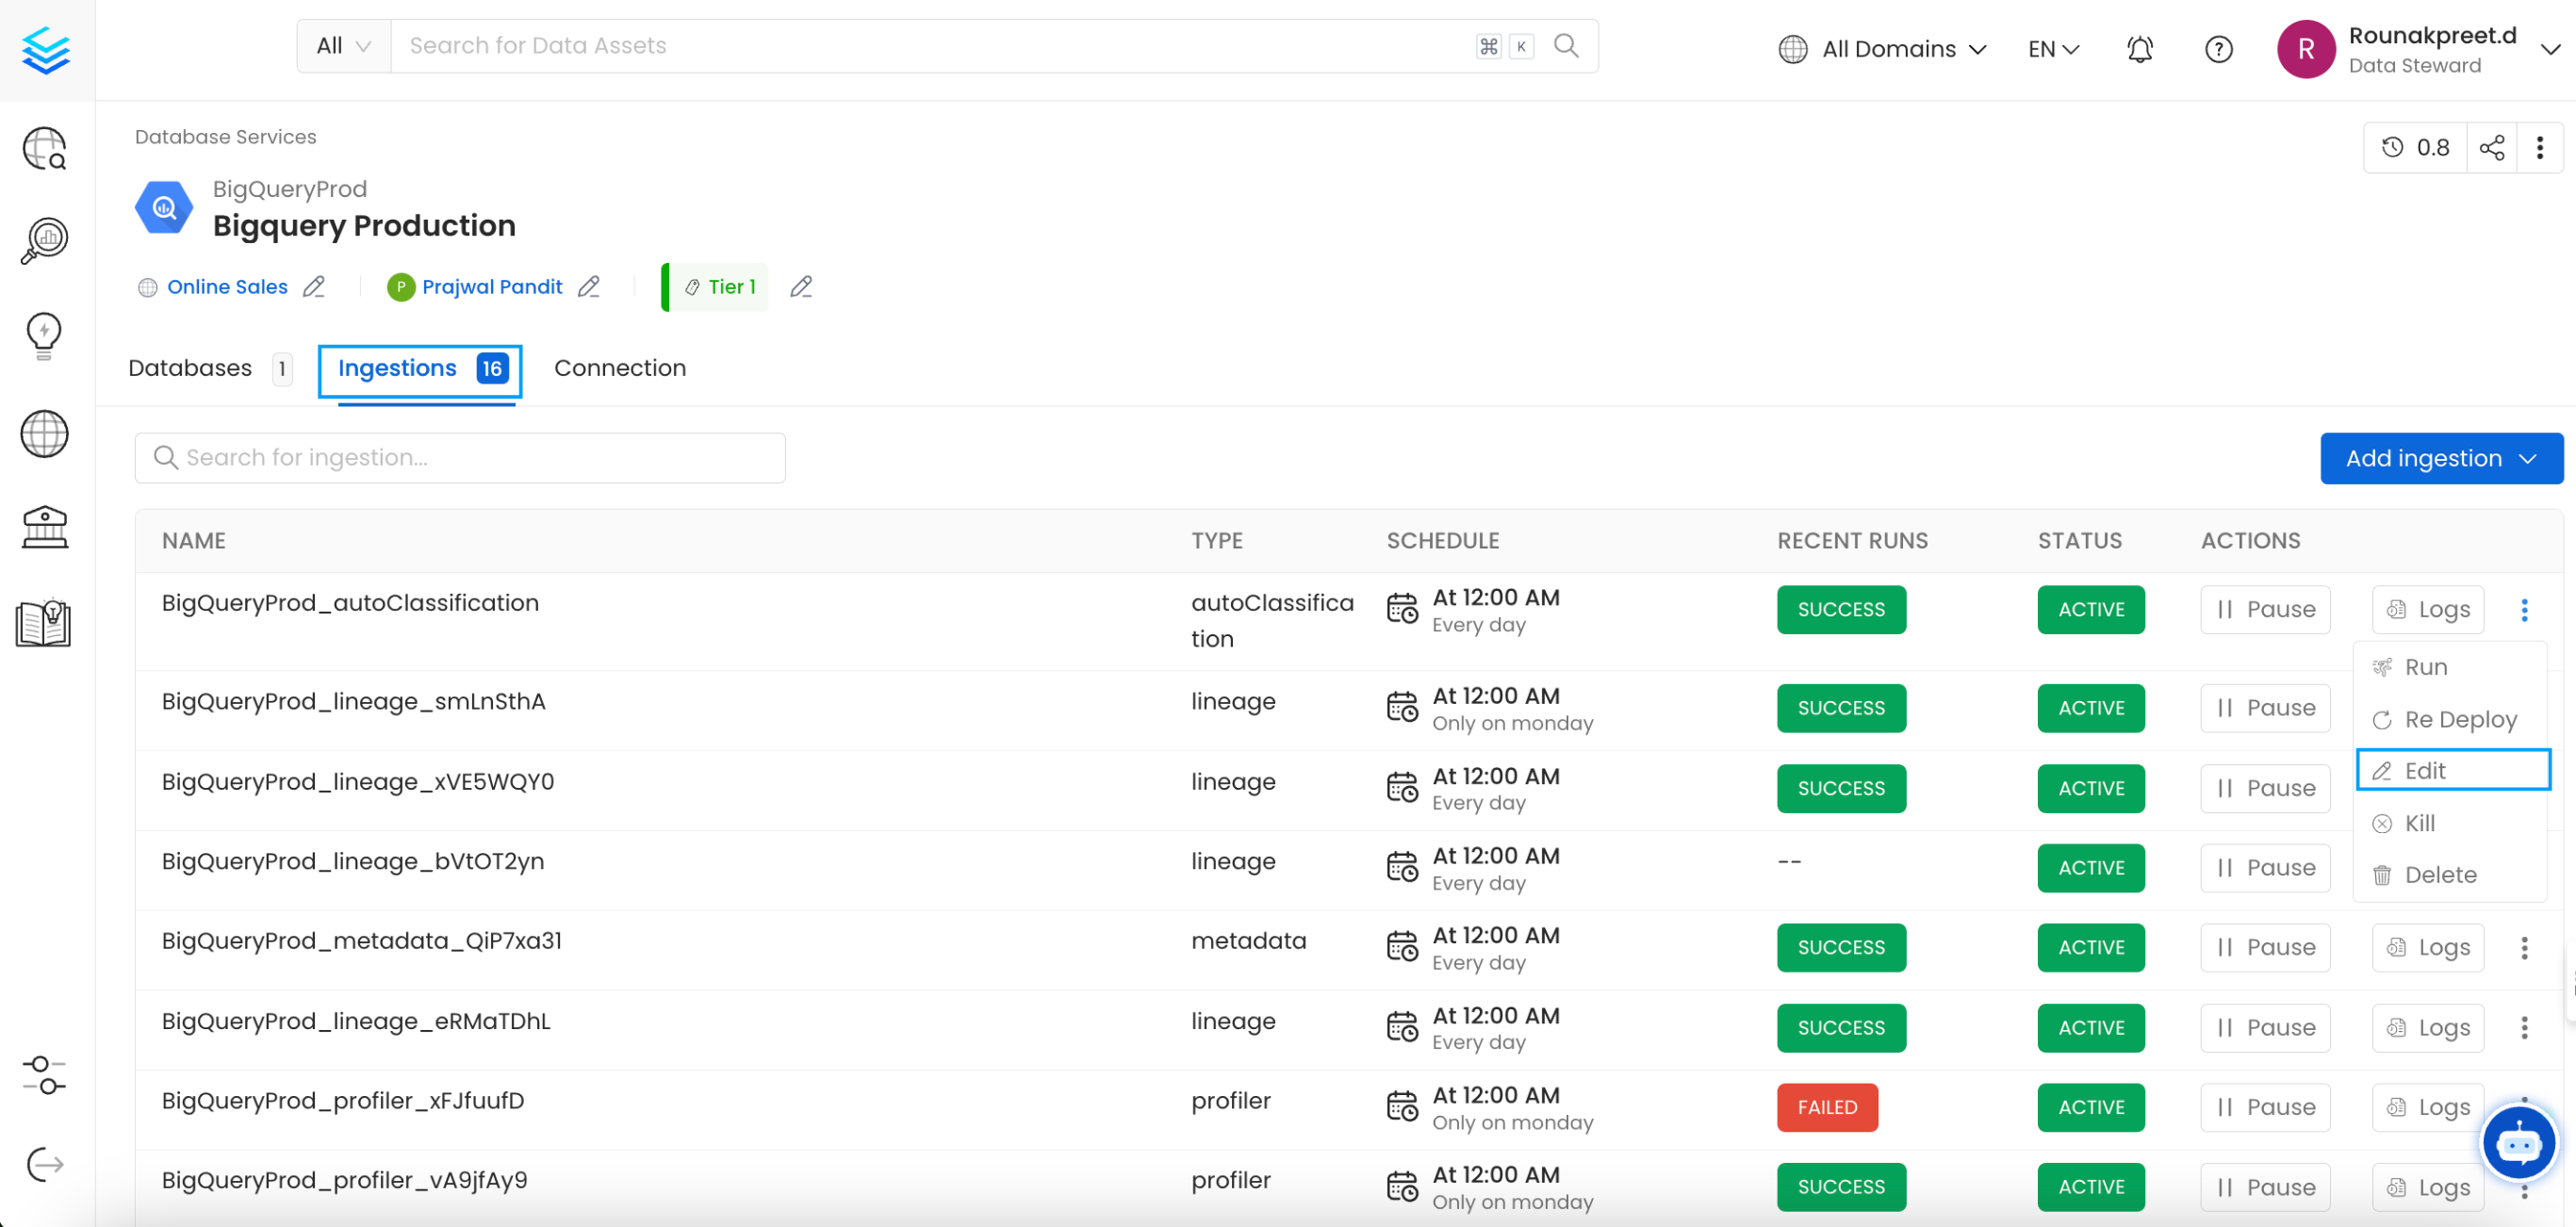 All
Search for Data Assets
⌘ K
All Domains
EN
R
Rounakpreet.d
Data Steward
Database Services
0.8
BigQueryProd
Bigquery Production
Online Sales
P Prajwal Pandit
Tier 1
Databases 1
Ingestions 16
Connection
Search for ingestion...
Add ingestion
NAME TYPE SCHEDULE RECENT RUNS STATUS ACTIONS
BigQueryProd_autoClassification autoClassifica At 12:00 AM SUCCESS ACTIVE Pause Logs
tion Every day
Run
BigQueryProd_lineage_smLnSthA lineage At 12:00 AM SUCCESS ACTIVE Pause
Only on monday
Re Deploy
BigQueryProd_lineage_xVE5WQY0 lineage At 12:00 AM SUCCESS ACTIVE Pause
Every day
Edit
Kill
BigQueryProd_lineage_bVtOT2yn lineage At 12:00 AM -- ACTIVE Pause
Every day
Delete
BigQueryProd_metadata_QiP7xa31 metadata At 12:00 AM SUCCESS ACTIVE Pause Logs
Every day
BigQueryProd_lineage_eRMaTDhL lineage At 12:00 AM SUCCESS ACTIVE Pause Logs
Every day
BigQueryProd_profiler_xFJfuufD profiler At 12:00 AM FAILED ACTIVE Pause Logs
Only on monday
BigQueryProd_profiler_vA9jfAy9 profiler At 12:00 AM SUCCESS ACTIVE Pause Logs
Only on monday